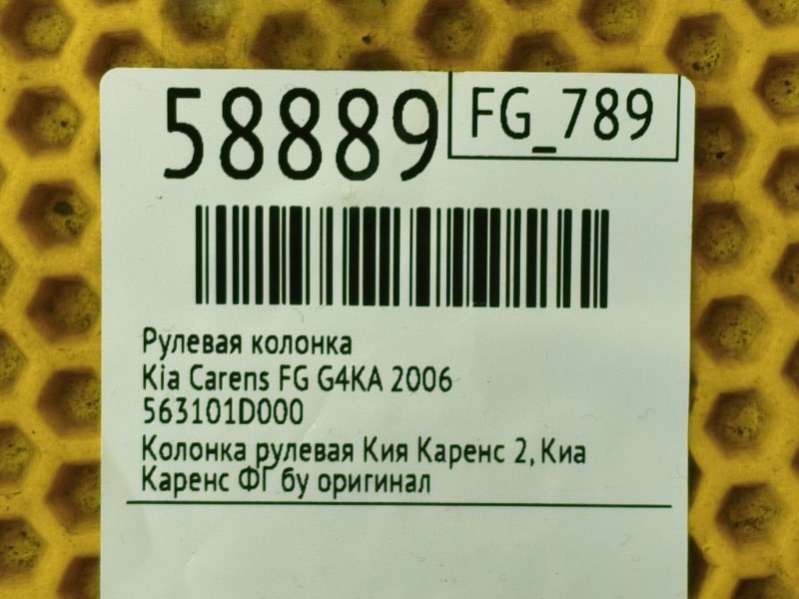 58889
FG_789
Рулевая колонка
Kia Carens FG G4KA 2006
563101D000
Колонка рулевая Кия Каренс 2, Киа
Каренс ФГ бу оригинал